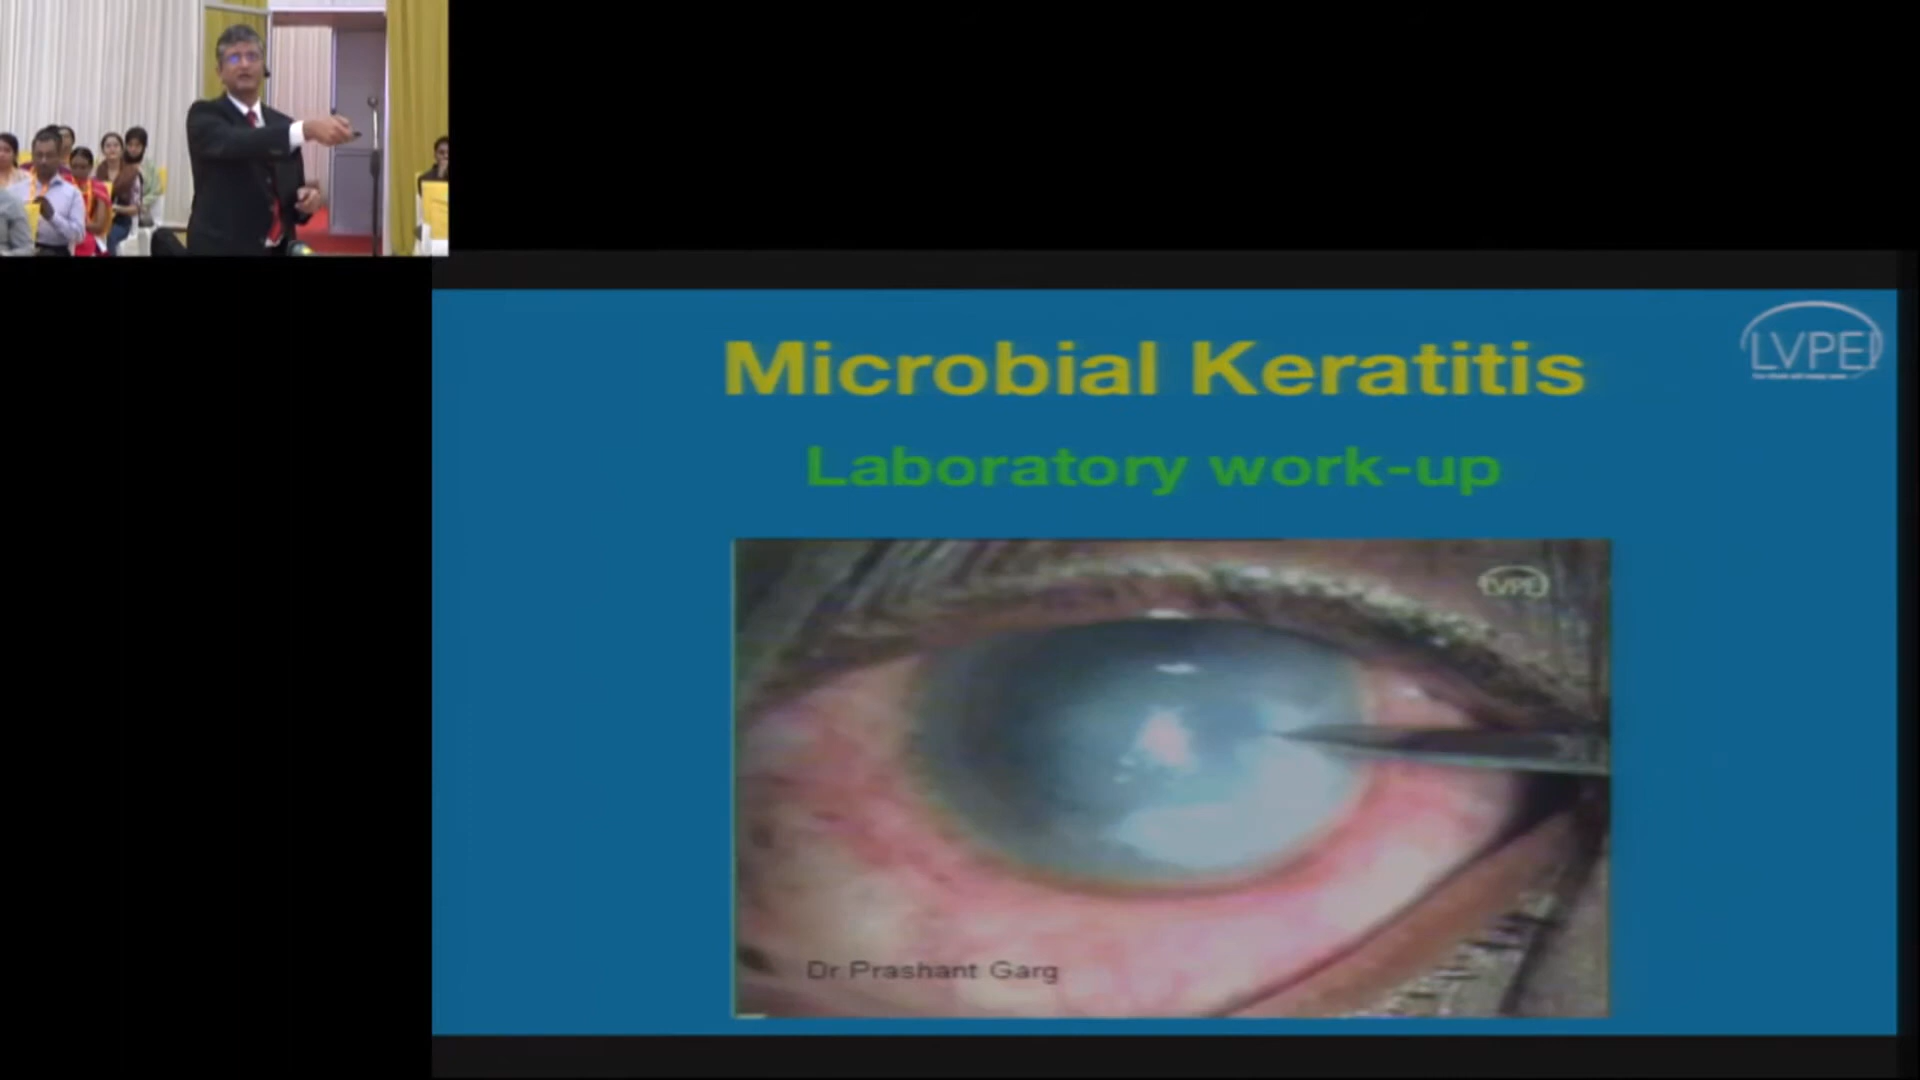 LVPEI
Microbial Keratitis
Laboratory work-up
LVPEI
Dr Prashant Garg